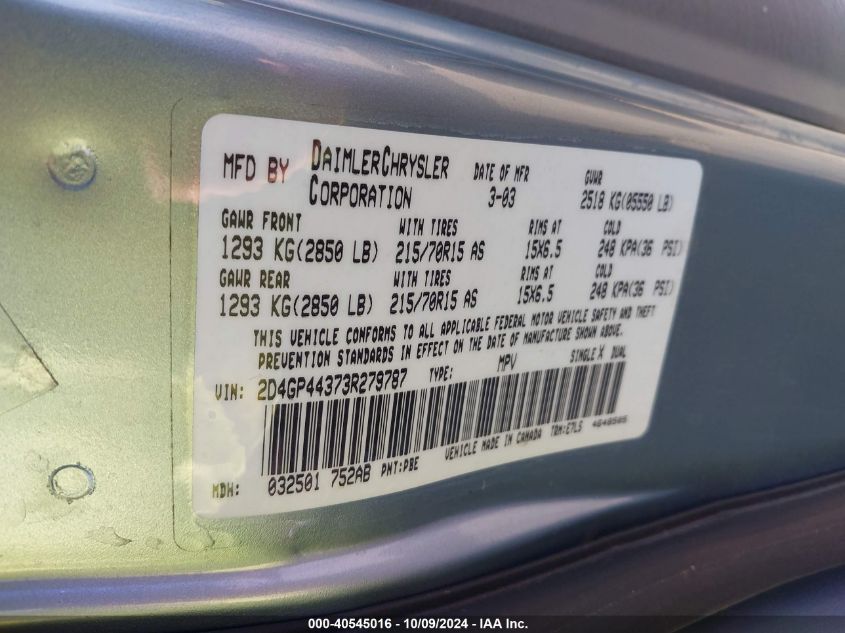 MFD BY DAIMLERCHRYSLER CORPORATION DATE OF MFR 3-03 GVWR 2518 KG(05550 LB)
GAWR FRONT WITH TIRES RIMS AT COLD
1293 KG(2850 LB) 215/70R15 AS 15X6.5 248 KPA(36 PSI)
GAWR REAR WITH TIRES RIMS AT COLD
1293 KG(2850 LB) 215/70R15 AS 15X6.5 248 KPA(36 PSI)
THIS VEHICLE CONFORMS TO ALL APPLICABLE FEDERAL MOTOR VEHICLE SAFETY AND THEFT
PREVENTION STANDARDS IN EFFECT ON THE DATE OF MANUFACTURE SHOWN ABOVE.
VIN: 2D4GP44373R279787 TYPE: MPV SINGLE X DUAL
VEHICLE MADE IN CANADA TRM:E7LS
MDH: 032501 752AB PNT:PBE
000-40545016 - 10/09/2024 - IAA Inc.